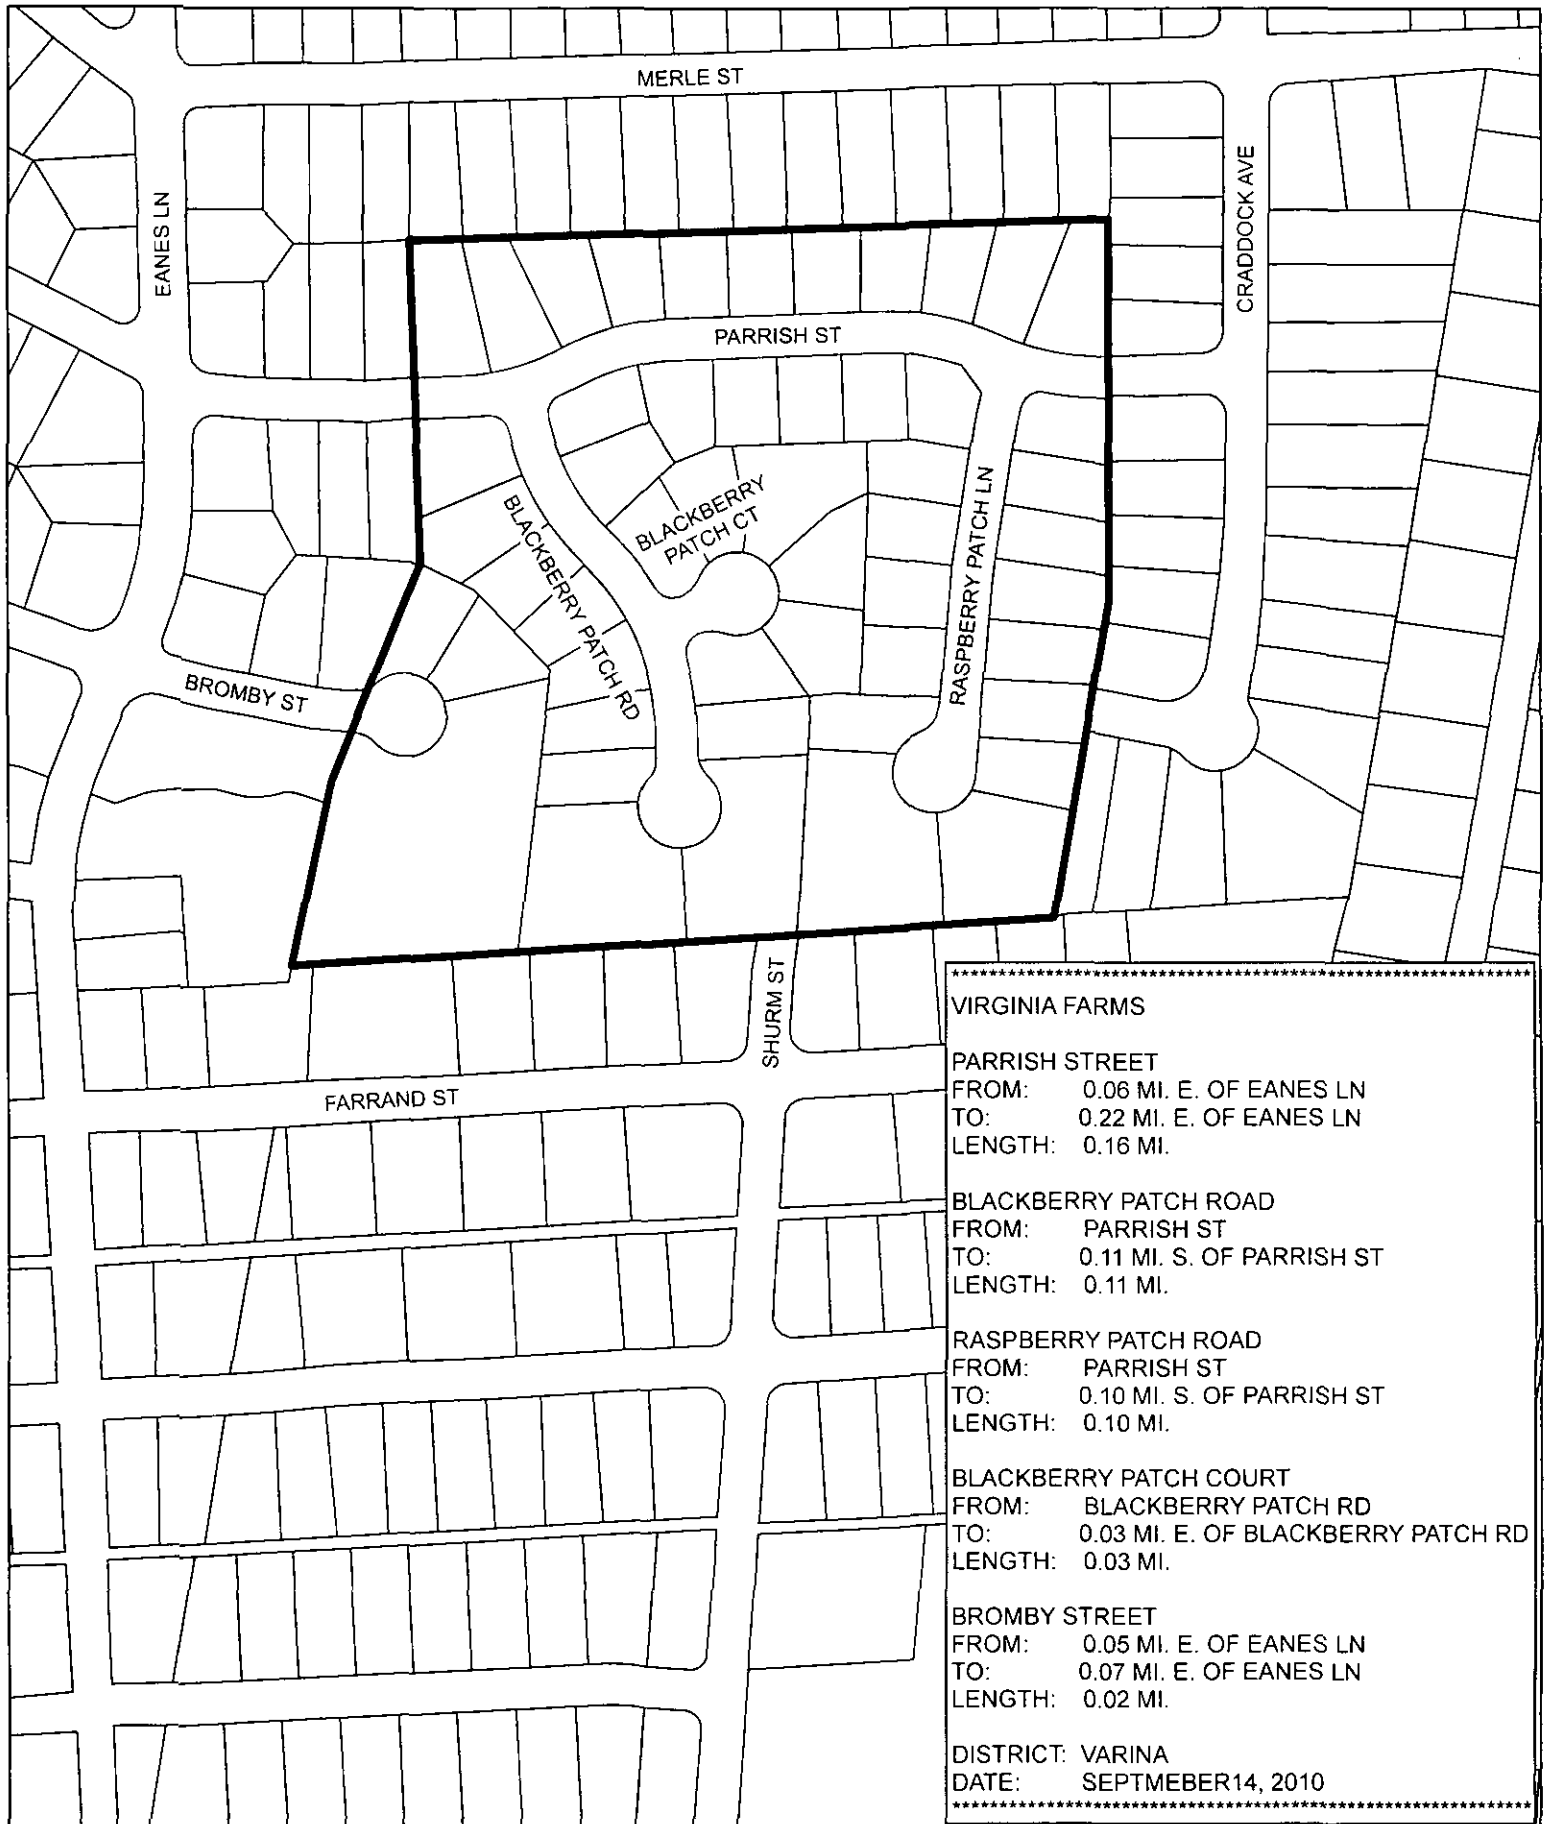 MERLE ST
EANES LN
CRADDOCK AVE
PARRISH ST
BLACKBERRY
PATCH CT
BLACKBERRY PATCH RD
RASPBERRY PATCH LN
BROMBY ST
SHURM ST
FARRAND ST
VIRGINIA FARMS
PARRISH STREET
FROM: 0.06 MI. E. OF EANES LN
TO: 0.22 MI. E. OF EANES LN
LENGTH: 0.16 MI.
BLACKBERRY PATCH ROAD
FROM: PARRISH ST
TO: 0.11 MI. S. OF PARRISH ST
LENGTH: 0.11 MI.
RASPBERRY PATCH ROAD
FROM: PARRISH ST
TO: 0.10 MI. S. OF PARRISH ST
LENGTH: 0.10 MI.
BLACKBERRY PATCH COURT
FROM: BLACKBERRY PATCH RD
TO: 0.03 MI. E. OF BLACKBERRY PATCH RD
LENGTH: 0.03 MI.
BROMBY STREET
FROM: 0.05 MI. E. OF EANES LN
TO: 0.07 MI. E. OF EANES LN
LENGTH: 0.02 MI.
DISTRICT: VARINA
DATE: SEPTMEBER14, 2010